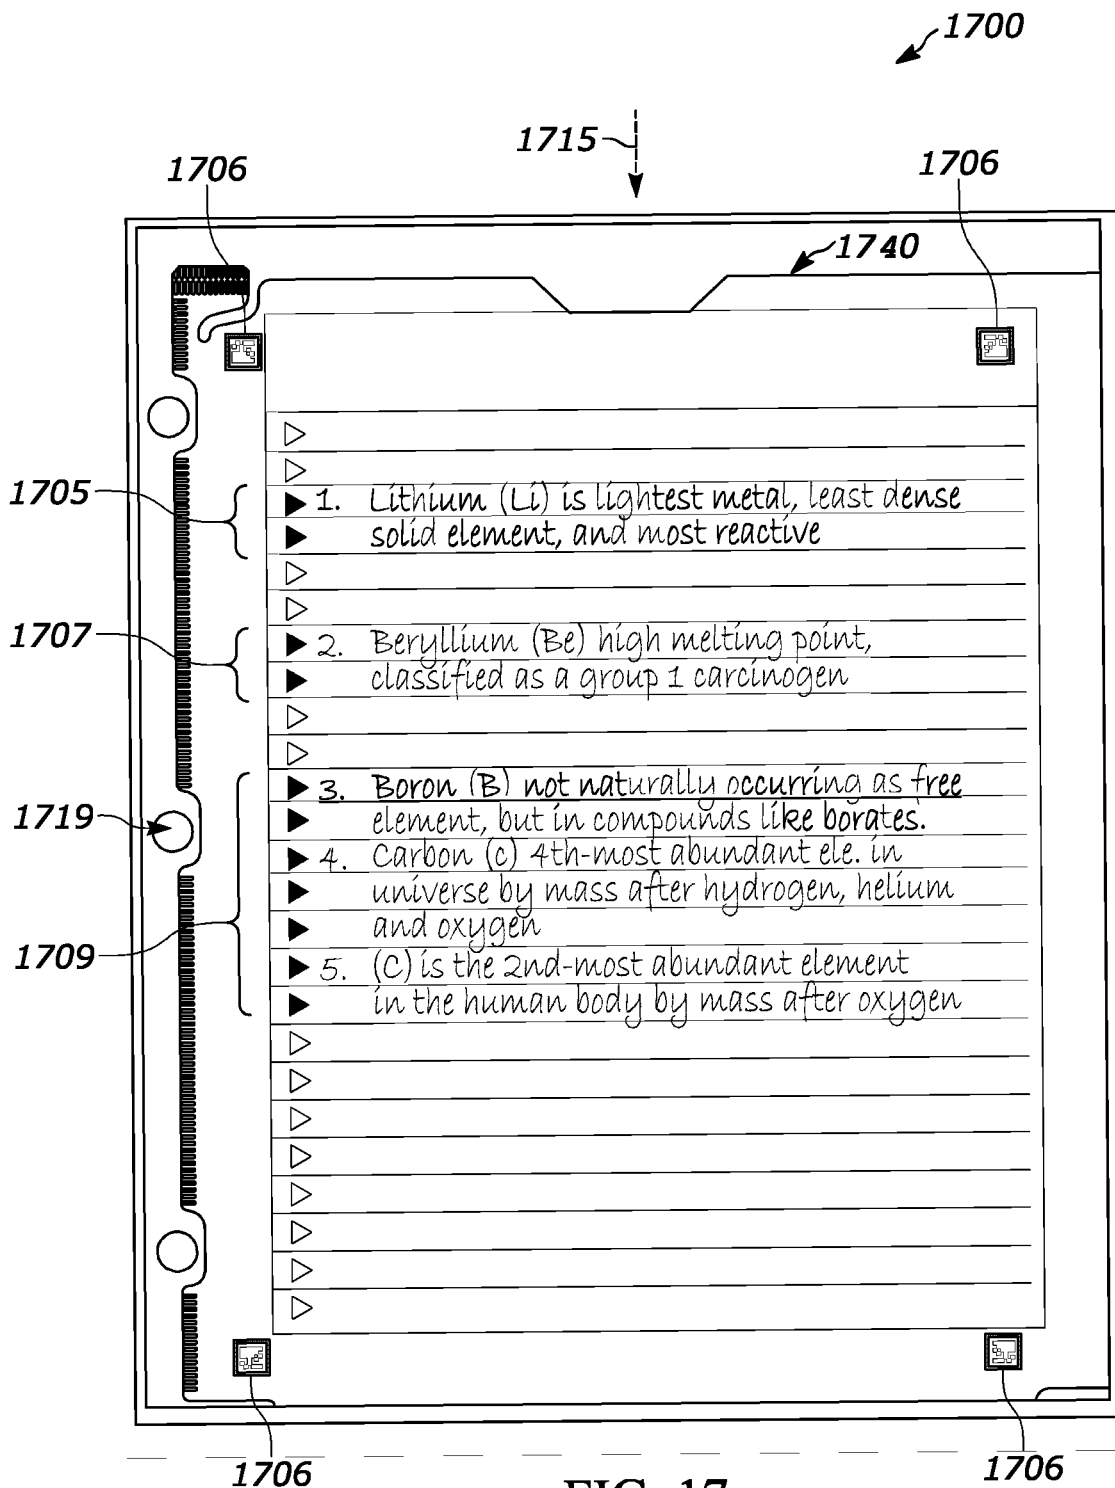 1700
1715
1706
1706
1740
1705
1. Lithium (Li) is lightest metal, least dense
solid element, and most reactive
1707
2. Beryllium (Be) high melting point,
classified as a group 1 carcinogen
3. Boron (B) not naturally occurring as free
1719
element, but in compounds like borates.
4. Carbon (c) 4th-most abundant ele. in
universe by mass after hydrogen, helium
and oxygen
1709
5. (C) is the 2nd-most abundant element
in the human body by mass after oxygen
1706
1706
FIG. 17